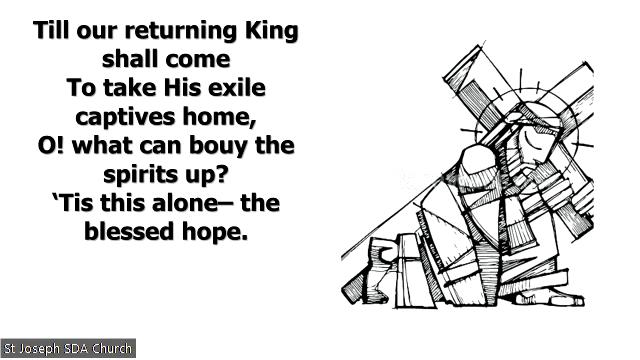 Till our returning King
shall come
To take His exile
captives home,
O! what can bouy the
spirits up?
‘Tis this alone– the
blessed hope.
St Joseph SDA Church